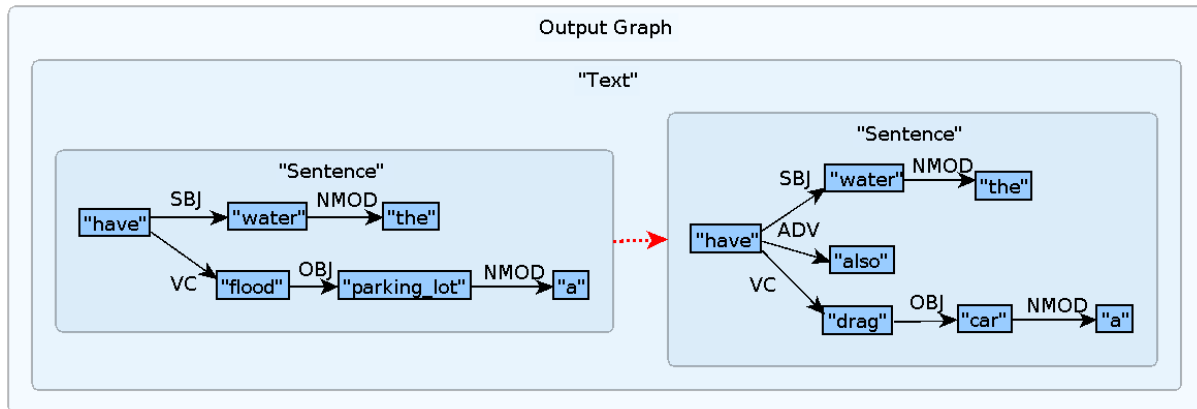 Output Graph
"Text"
"Sentence"
SBJ
NMOD
"have"
"water"
"the"
VC
OBJ
NMOD
"flood"
"parking_lot"
"a"
"Sentence"
SBJ
"water"
NMOD
"the"
"have"
ADV
"also"
VC
"drag"
OBJ
"car"
NMOD
"a"